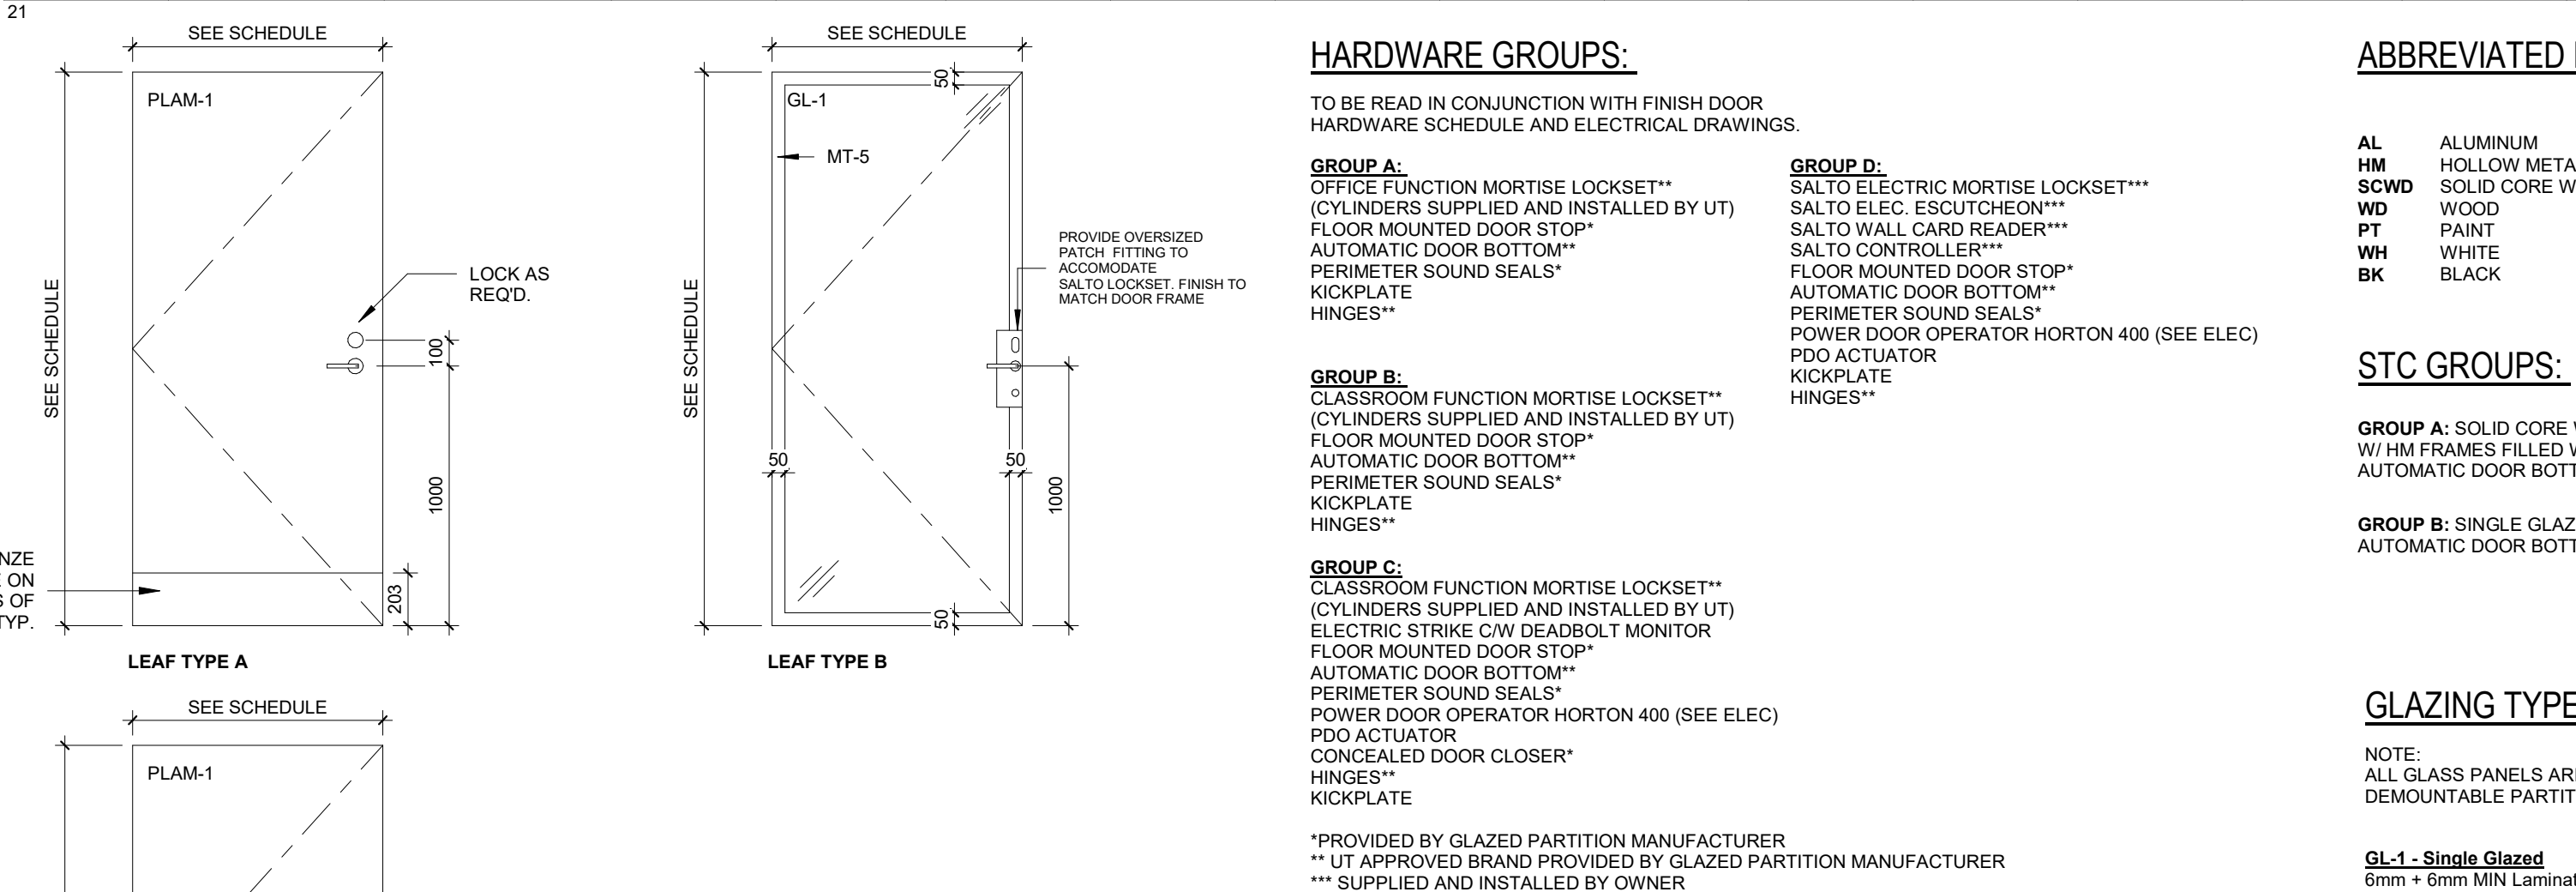 21
SEE SCHEDULE
PLAM-1
SEE SCHEDULE
LOCK AS
REQ'D.
100
1000
203
NZE
ON
OF
TYP.
LEAF TYPE A
SEE SCHEDULE
PLAM-1
SEE SCHEDULE
50
GL-1
MT-5
SEE SCHEDULE
PROVIDE OVERSIZED
PATCH FITTING TO
ACCOMODATE
SALTO LOCKSET. FINISH TO
MATCH DOOR FRAME
50
50
1000
50
LEAF TYPE B
HARDWARE GROUPS:
TO BE READ IN CONJUNCTION WITH FINISH DOOR
HARDWARE SCHEDULE AND ELECTRICAL DRAWINGS.
GROUP A:
OFFICE FUNCTION MORTISE LOCKSET**
(CYLINDERS SUPPLIED AND INSTALLED BY UT)
FLOOR MOUNTED DOOR STOP*
AUTOMATIC DOOR BOTTOM**
PERIMETER SOUND SEALS*
KICKPLATE
HINGES**
GROUP B:
CLASSROOM FUNCTION MORTISE LOCKSET**
(CYLINDERS SUPPLIED AND INSTALLED BY UT)
FLOOR MOUNTED DOOR STOP*
AUTOMATIC DOOR BOTTOM**
PERIMETER SOUND SEALS*
KICKPLATE
HINGES**
GROUP C:
CLASSROOM FUNCTION MORTISE LOCKSET**
(CYLINDERS SUPPLIED AND INSTALLED BY UT)
ELECTRIC STRIKE C/W DEADBOLT MONITOR
FLOOR MOUNTED DOOR STOP*
AUTOMATIC DOOR BOTTOM**
PERIMETER SOUND SEALS*
POWER DOOR OPERATOR HORTON 400 (SEE ELEC)
PDO ACTUATOR
CONCEALED DOOR CLOSER*
HINGES**
KICKPLATE
*PROVIDED BY GLAZED PARTITION MANUFACTURER
** UT APPROVED BRAND PROVIDED BY GLAZED PARTITION MANUFACTURER
*** SUPPLIED AND INSTALLED BY OWNER
GROUP D:
SALTO ELECTRIC MORTISE LOCKSET***
SALTO ELEC. ESCUTCHEON***
SALTO WALL CARD READER***
SALTO CONTROLLER***
FLOOR MOUNTED DOOR STOP*
AUTOMATIC DOOR BOTTOM**
PERIMETER SOUND SEALS*
POWER DOOR OPERATOR HORTON 400 (SEE ELEC)
PDO ACTUATOR
KICKPLATE
HINGES**
ABBREVIATED
AL ALUMINUM
HM HOLLOW META
SCWD SOLID CORE W
WD WOOD
PT PAINT
WH WHITE
BK BLACK
STC GROUPS:
GROUP A: SOLID CORE
W/ HM FRAMES FILLED
AUTOMATIC DOOR BOTT
GROUP B: SINGLE GLAZ
AUTOMATIC DOOR BOTT
GLAZING TYPE
NOTE:
ALL GLASS PANELS AR
DEMOUNTABLE PARTIT
GL-1 - Single Glazed
6mm + 6mm MIN Lamina